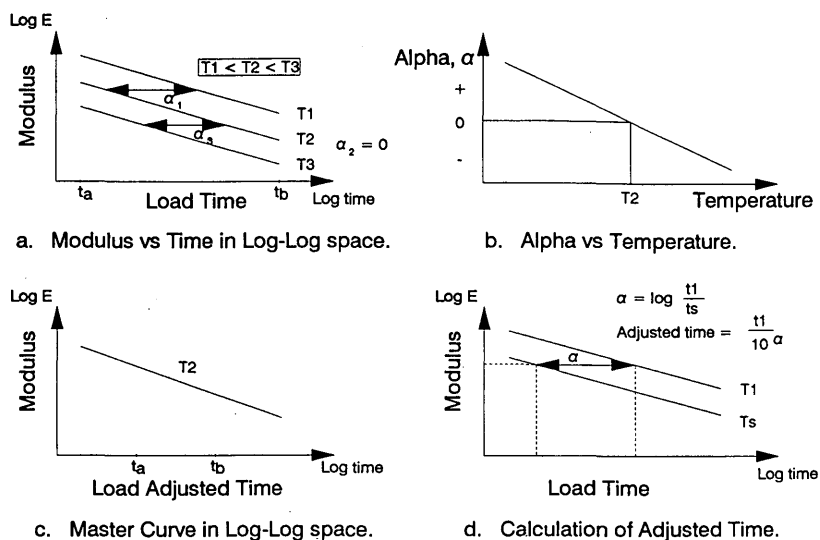 Log E
Modulus
T1 < T2 < T3
α1
α3
T1
T2
T3
α2 = 0
ta
tb
Load Time
Log time
a. Modulus vs Time in Log-Log space.
Alpha, α
+
0
-
T2
Temperature
b. Alpha vs Temperature.
Log E
Modulus
T2
ta
tb
Log time
Load Adjusted Time
c. Master Curve in Log-Log space.
Log E
Modulus
α = log t1/ts
Adjusted time = t1/10α
α
T1
Ts
Load Time
Log time
d. Calculation of Adjusted Time.